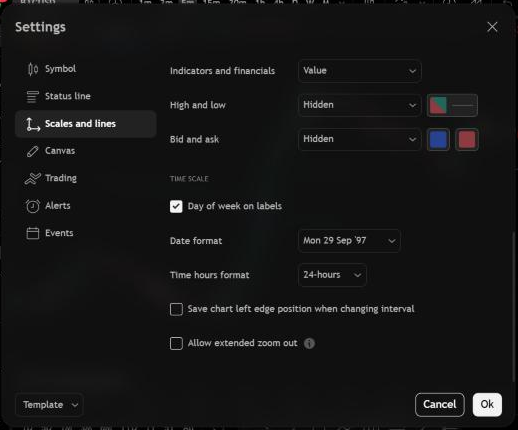 Settings
Symbol
Status line
Scales and lines
Canvas
Trading
Alerts
Events
Indicators and financials Value
High and low Hidden
Bid and ask Hidden
TIME SCALE
Day of week on labels
Date format Mon 29 Sep '97
Time hours format 24-hours
Save chart left edge position when changing interval
Allow extended zoom out
Template Cancel Ok